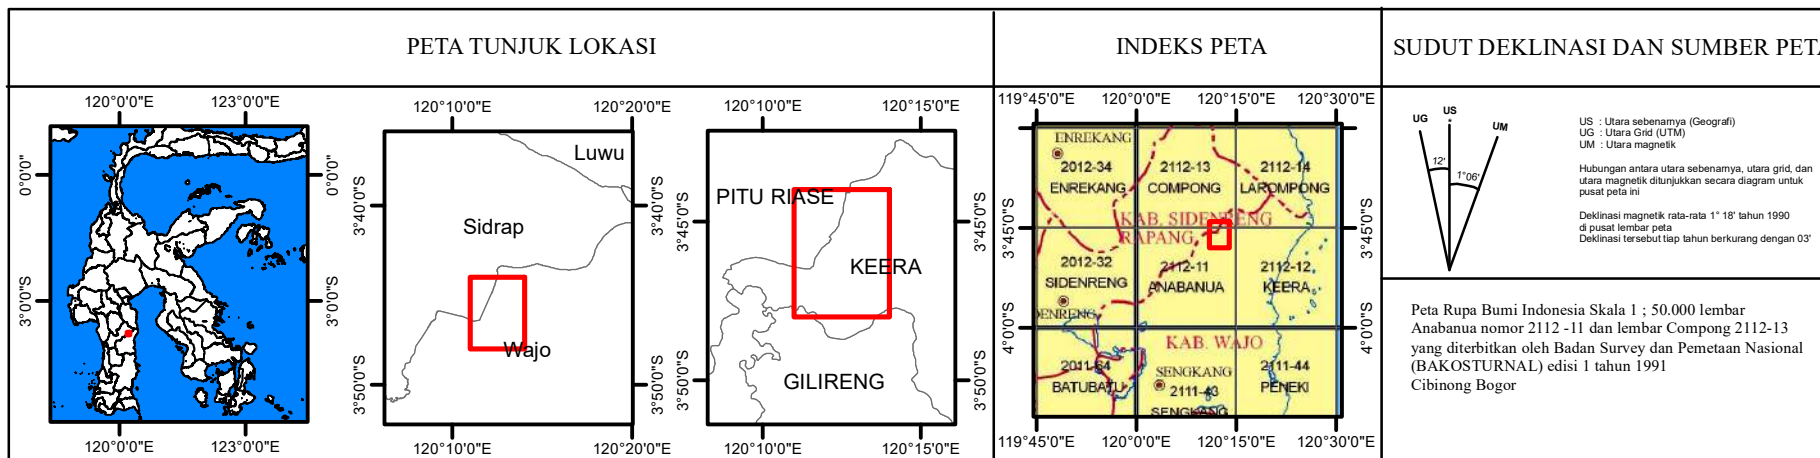 PETA TUNJUK LOKASI
INDEKS PETA
SUDUT DEKLINASI DAN SUMBER PETA
120°0'0"E 123°0'0"E
0°0'0"
3°0'0"S
0°0'0"
3°0'0"S
120°0'0"E 123°0'0"E
120°10'0"E 120°20'0"E
Luwu
Sidrap
Wajo
3°40'0"S
3°50'0"S
3°40'0"S
3°50'0"S
120°10'0"E 120°20'0"E
120°10'0"E 120°15'0"E
PITU RIASE
KEERA
GILIRENG
3°45'0"S
3°50'0"S
3°45'0"S
3°50'0"S
120°10'0"E 120°15'0"E
119°45'0"E 120°0'0"E 120°15'0"E 120°30'0"E
ENREKANG
2012-34 2112-13 2112-14
ENREKANG COMPONG LAROMPONG
KAB. SIDENRENG
RAPANG
2012-32 2112-11 2112-12
SIDENRENG ANABANUA KEERA
DENRENG
KAB. WAJO
2011-64 SENGKANG 2111-44
BATUBATU 2111-43 PENEKI
SENGKANG
3°45'0"S
4°0'0"S
3°45'0"S
4°0'0"S
119°45'0"E 120°0'0"E 120°15'0"E 120°30'0"E
US
UG UM
12'
1°06'
US : Utara sebenarnya (Geografi)
UG : Utara Grid (UTM)
UM : Utara magnetik
Hubungan antara utara sebenarnya, utara grid, dan
utara magnetik ditunjukkan secara diagram untuk
pusat peta ini
Deklinasi magnetik rata-rata 1° 18' tahun 1990
di pusat lembar peta
Deklinasi tersebut tiap tahun berkurang dengan 03'
Peta Rupa Bumi Indonesia Skala 1 ; 50.000 lembar
Anabanua nomor 2112 -11 dan lembar Compong 2112-13
yang diterbitkan oleh Badan Survey dan Pemetaan Nasional
(BAKOSTURNAL) edisi 1 tahun 1991
Cibinong Bogor